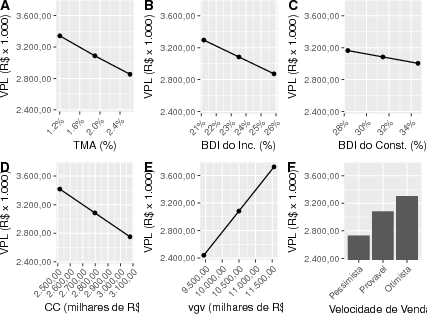 A
VPL (R$ x 1.000)
3.600,00
3.200,00
2.800,00
2.400,00
1.2% 1.6% 2.0% 2.4%
TMA (%)
B
VPL (R$ x 1.000)
3.600,00
3.200,00
2.800,00
2.400,00
21% 22% 23% 24% 25% 26%
BDI do Inc. (%)
C
VPL (R$ x 1.000)
3.600,00
3.200,00
2.800,00
2.400,00
28% 30% 32% 34%
BDI do Const. (%)
D
VPL (R$ x 1.000)
3.600,00
3.200,00
2.800,00
2.400,00
2.500,00 2.600,00 2.700,00 2.800,00 2.900,00 3.000,00 3.100,00
CC (milhares de R$
E
VPL (R$ x 1.000)
3.600,00
3.200,00
2.800,00
2.400,00
9.500,00 10.000,00 10.500,00 11.000,00 11.500,00
vgv (milhares de R$
F
VPL (R$ x 1.000)
3.600,00
3.200,00
2.800,00
2.400,00
Pessimista Provavel Otimista
Velocidade de Venda